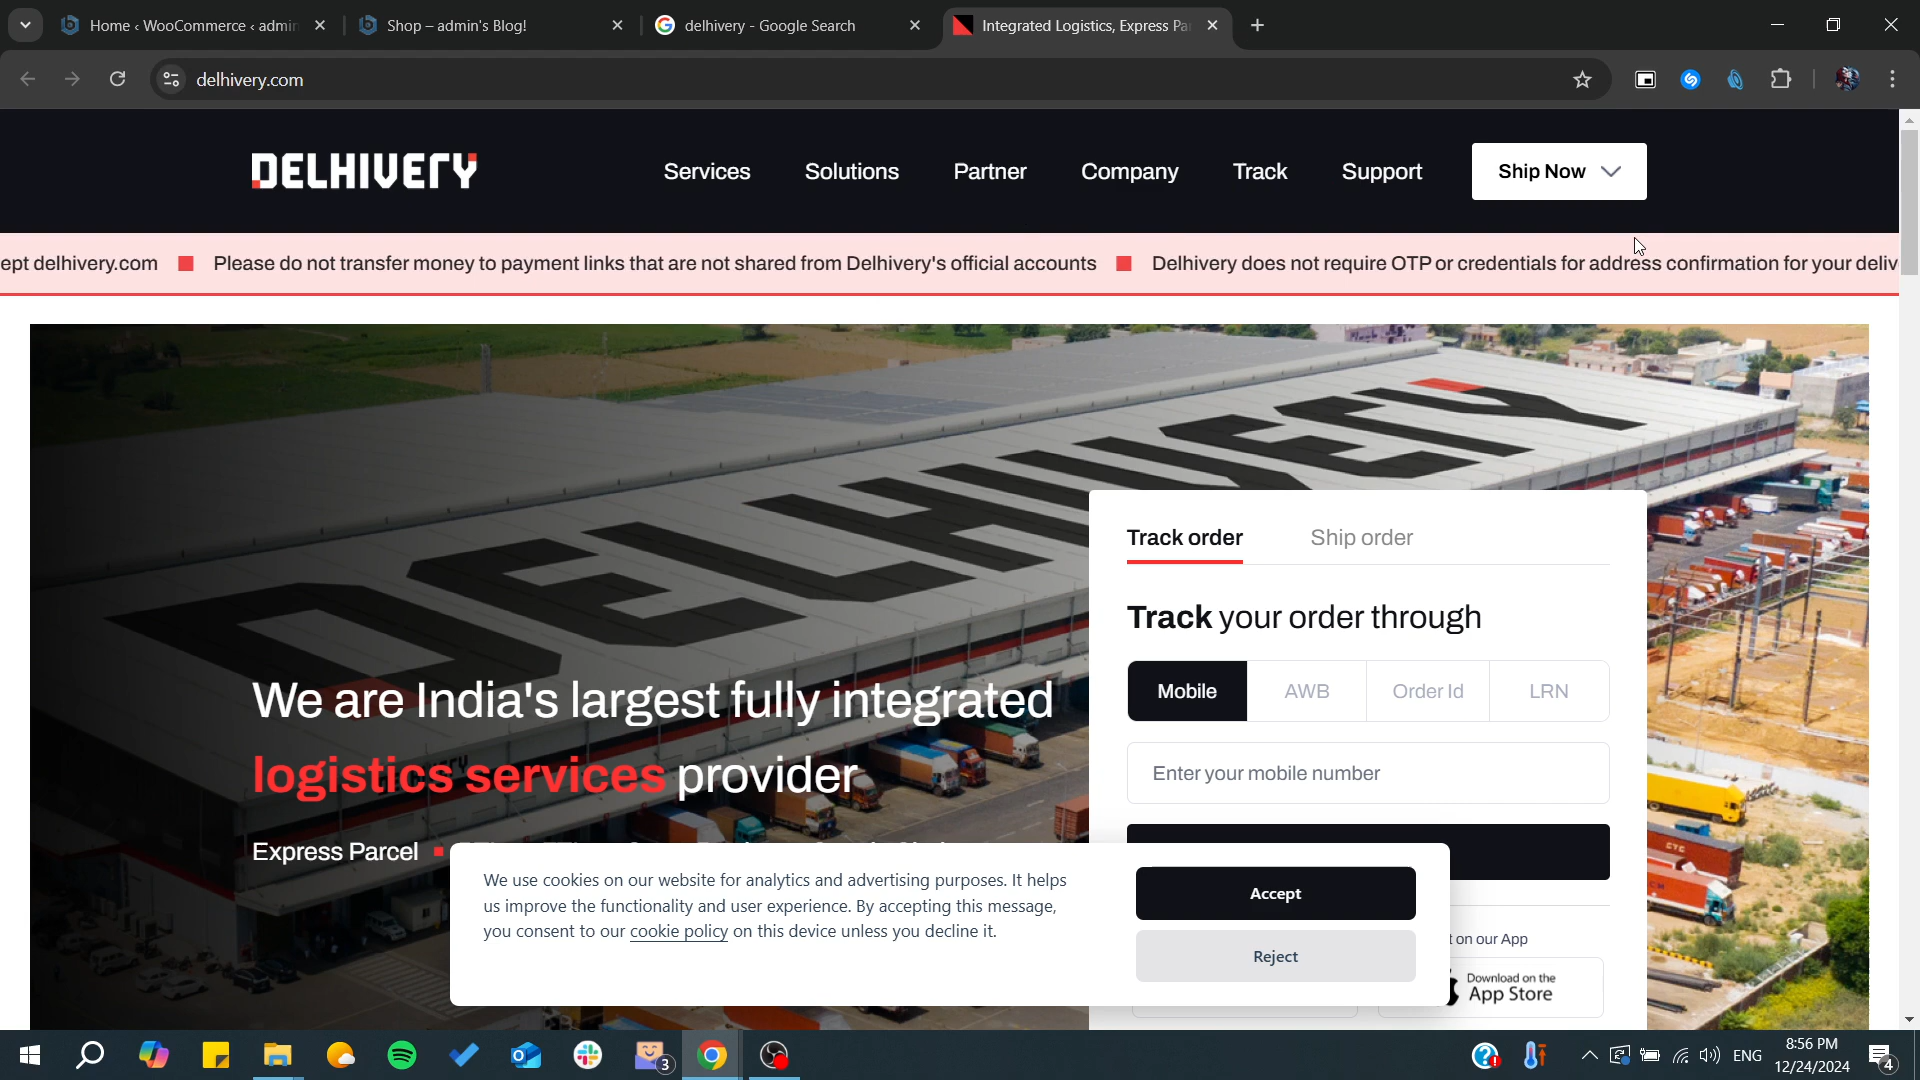 Home ‹ WooCommerce ‹ admin
Shop – admin's Blog!
delhivery - Google Search
Integrated Logistics, Express Pa
delhivery.com
DELHIVERY
Services
Solutions
Partner
Company
Track
Support
Ship Now
ept delhivery.com
Please do not transfer money to payment links that are not shared from Delhivery's official accounts
Delhivery does not require OTP or credentials for address confirmation for your deliv
DELHIVERY
Track order
Ship order
Track your order through
Mobile
AWB
Order Id
LRN
Enter your mobile number
We are India's largest fully integrated
logistics services provider
Express Parcel
We use cookies on our website for analytics and advertising purposes. It helps
us improve the functionality and user experience. By accepting this message,
you consent to our cookie policy on this device unless you decline it.
Accept
Reject
t on our App
Download on the
App Store
3
ENG
8:56 PM
12/24/2024
4